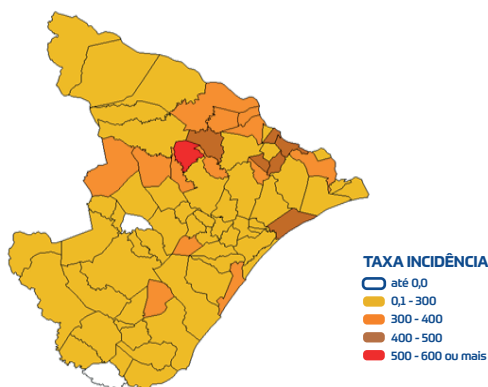 TAXA INCIDÊNCIA
até 0,0
0,1 - 300
300 - 400
400 - 500
500 - 600 ou mais